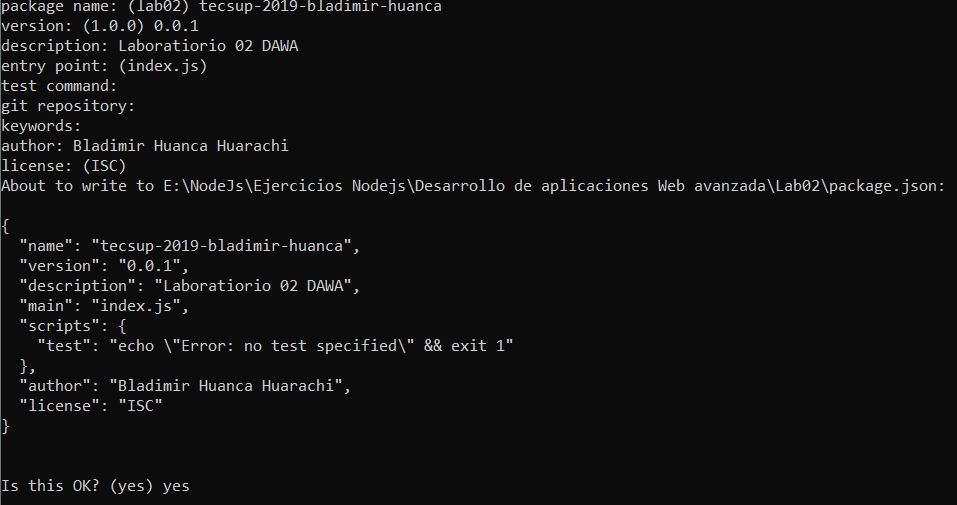 package name: (lab02) tecsup-2019-bladimir-huanca
version: (1.0.0) 0.0.1
description: Laboratiorio 02 DAWA
entry point: (index.js)
test command:
git repository:
keywords:
author: Bladimir Huanca Huarachi
license: (ISC)
About to write to E:\NodeJs\Ejercicios Nodejs\Desarrollo de aplicaciones Web avanzada\Lab02\package.json:

{
  "name": "tecsup-2019-bladimir-huanca",
  "version": "0.0.1",
  "description": "Laboratiorio 02 DAWA",
  "main": "index.js",
  "scripts": {
    "test": "echo \"Error: no test specified\" && exit 1"
  },
  "author": "Bladimir Huanca Huarachi",
  "license": "ISC"
}

Is this OK? (yes) yes